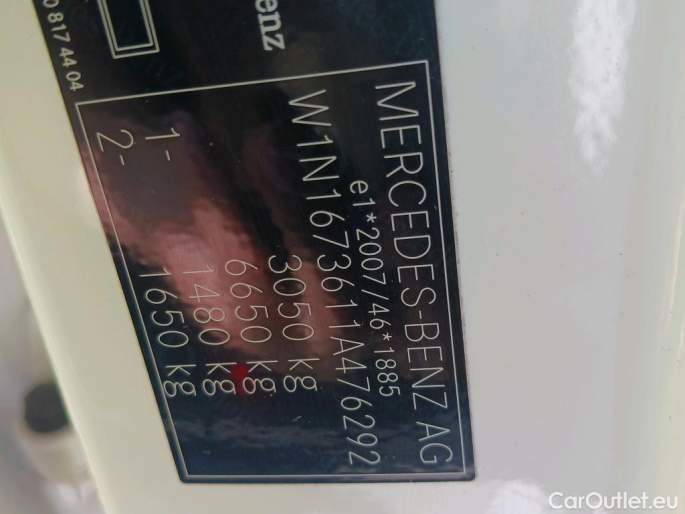 0 817 44 04
enz
MERCEDES-BENZ AG
e1*2007/46*1885
W1N1673611A476292
3050 kg
6650 kg
1- 1480 kg
2- 1650 kg
CarOutlet.eu